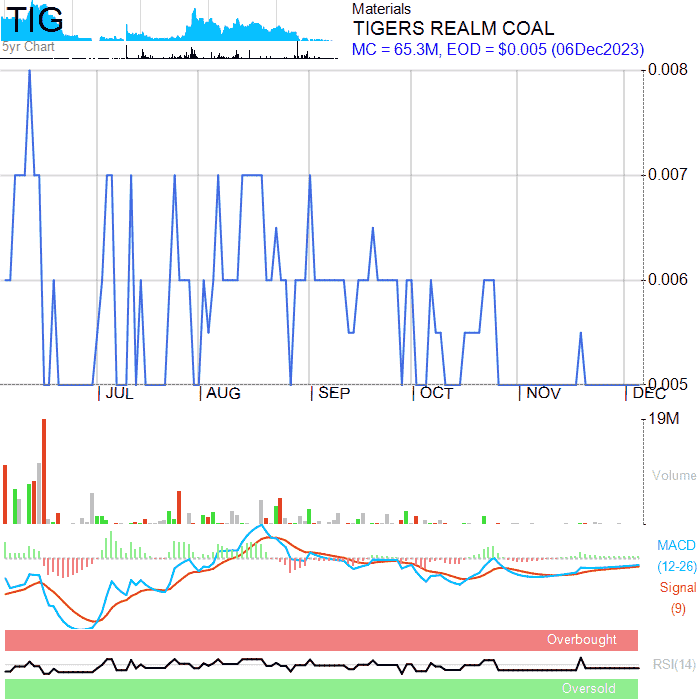 TIG
5yr Chart
Materials
TIGERS REALM COAL
MC = 65.3M, EOD = $0.005 (06Dec2023)
0.008
0.007
0.006
0.005
JUL
AUG
SEP
OCT
NOV
DEC
19M
Volume
MACD
(12-26)
Signal
(9)
Overbought
RSI(14)
Oversold